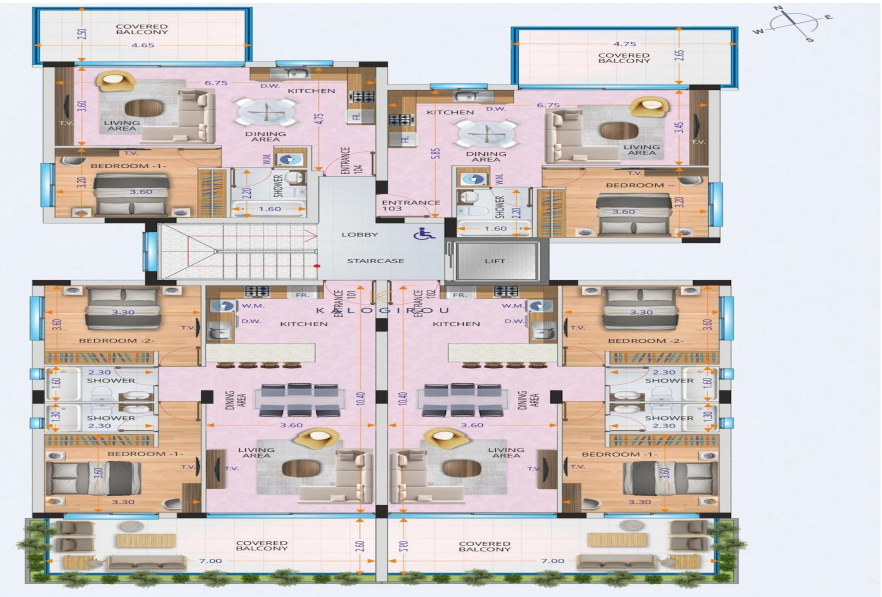 N
W
E
S
COVERED
BALCONY
2.50
4.65
4.75
COVERED
BALCONY
2.65
6.75
D.W.
KITCHEN
3.60
T.V.
LIVING
AREA
DINING
AREA
4.75
FR.
ENTRANCE
104
W.M.
T.V.
BEDROOM -1-
3.20
3.60
SHOWER
2.20
1.60
KITCHEN
D.W.
6.75
FR.
5.85
DINING
AREA
LIVING
AREA
3.45
T.V.
T.V.
W.M.
BEDROOM
3.20
3.60
ENTRANCE
103
SHOWER
2.20
1.60
LOBBY
STAIRCASE
LIFT
ENTRANCE
101
ENTRANCE
102
KALOGIROU
3.30
3.60
T.V.
BEDROOM -2-
W.M.
FR.
D.W.
KITCHEN
FR.
W.M.
D.W.
KITCHEN
3.30
3.60
T.V.
BEDROOM -2-
2.30
SHOWER
1.60
SHOWER
1.30
2.30
DINING
AREA
10.40
3.60
10.40
DINING
AREA
3.60
2.30
SHOWER
1.60
SHOWER
1.30
2.30
BEDROOM -1-
3.60
T.V.
3.30
LIVING
AREA
T.V.
LIVING
AREA
T.V.
BEDROOM -1-
T.V.
3.60
3.30
COVERED
BALCONY
2.60
7.00
COVERED
BALCONY
7.00